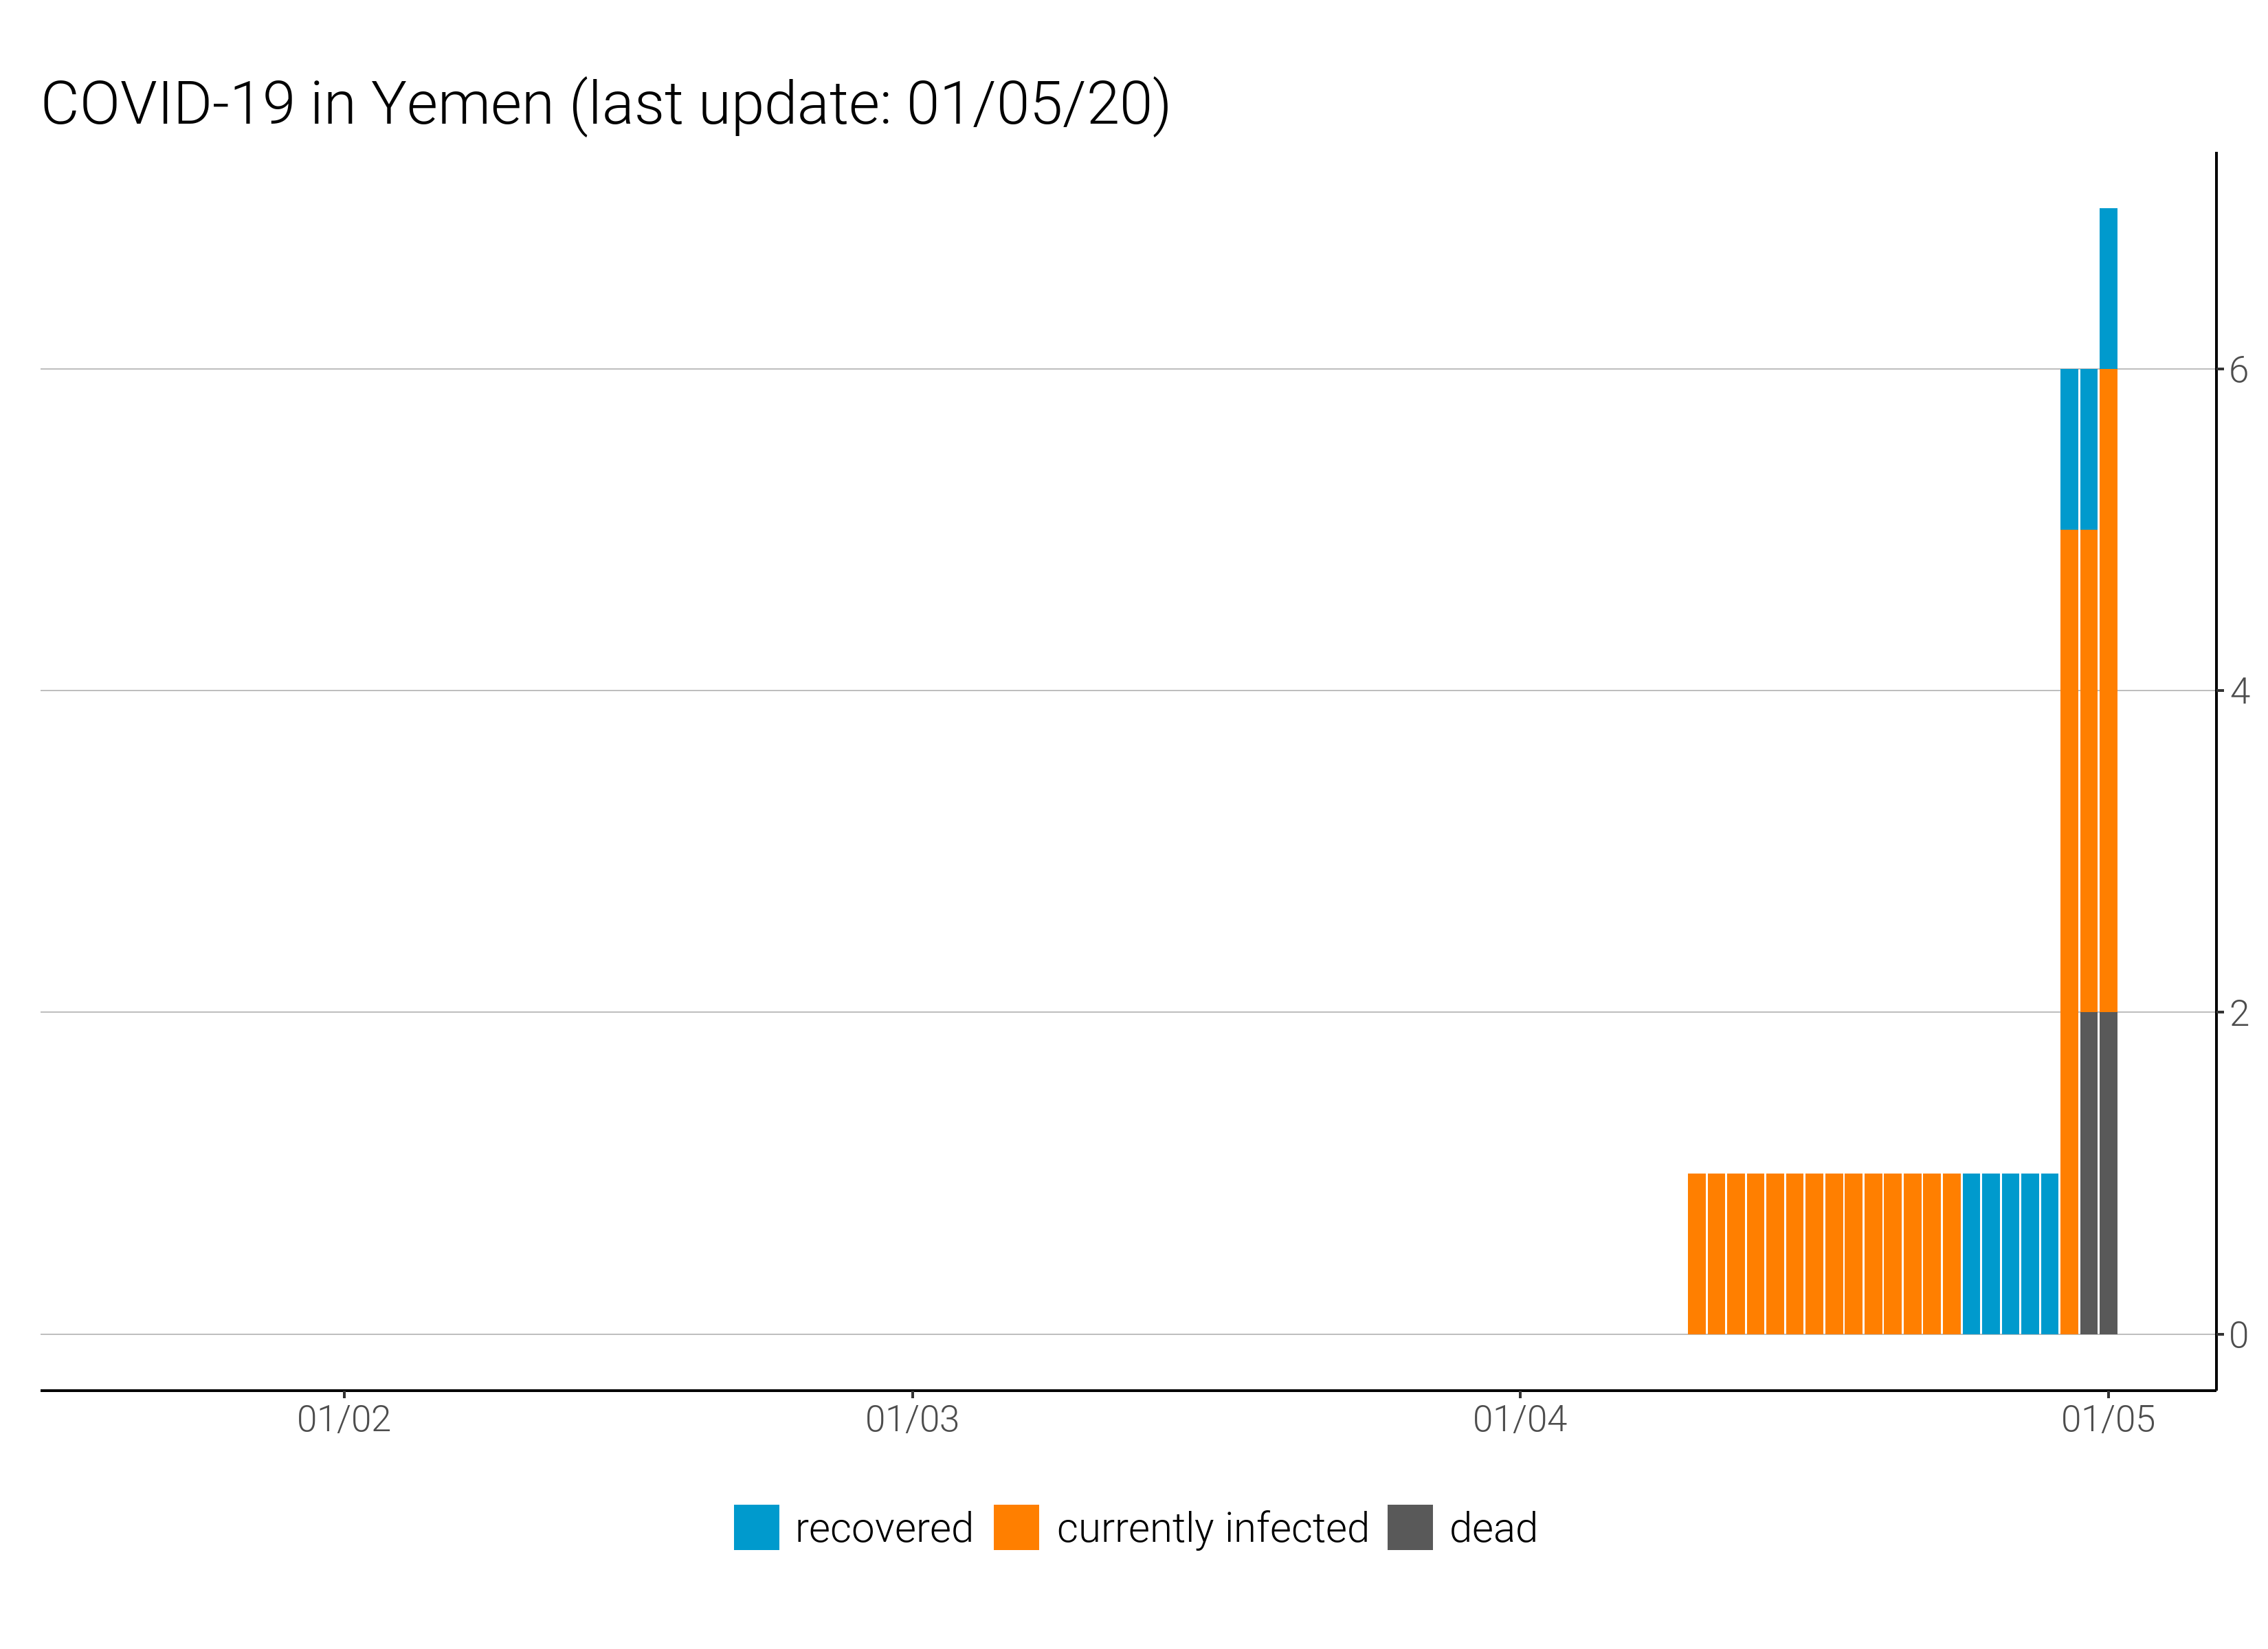 COVID-19 in Yemen (last update: 01/05/20)
6
4
2
0
01/02 01/03 01/04 01/05
recovered currently infected dead